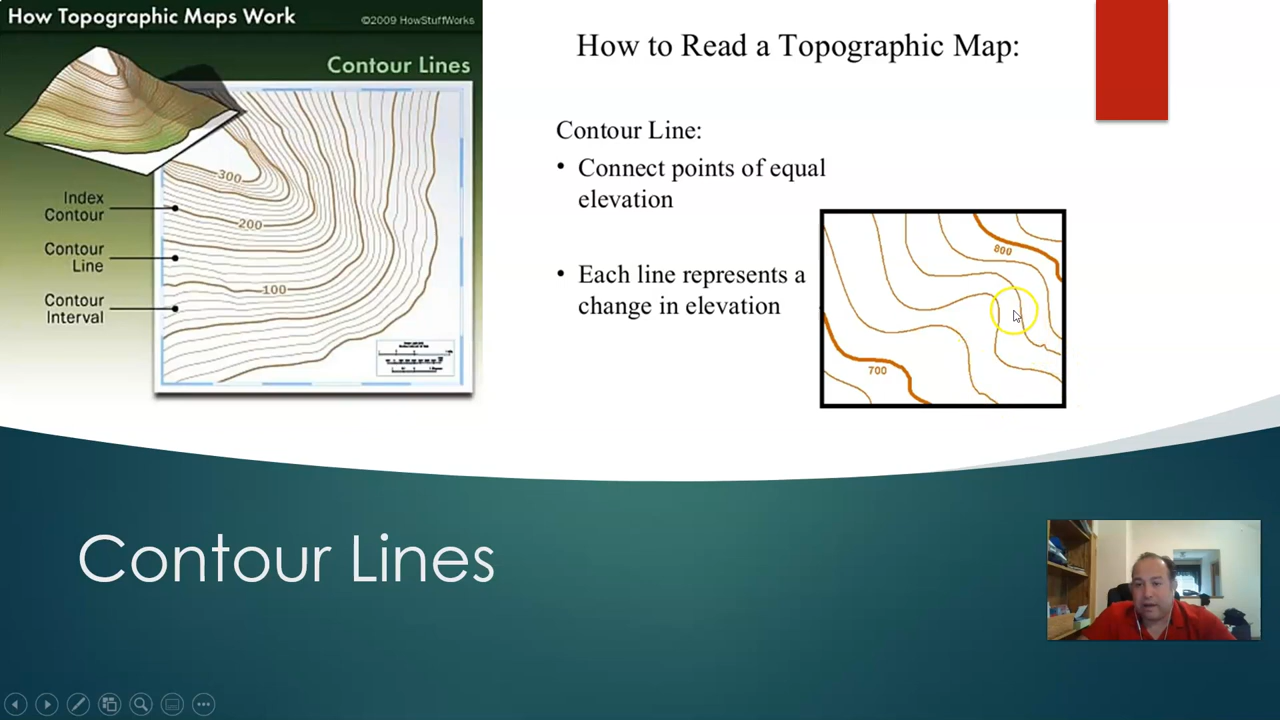 How Topographic Maps Work
©2009 HowStuffWorks
Contour Lines
300
Index
Contour
200
Contour
Line
100
Contour
Interval
How to Read a Topographic Map:
Contour Line:
• Connect points of equal
elevation
• Each line represents a
change in elevation
800
700
Contour Lines